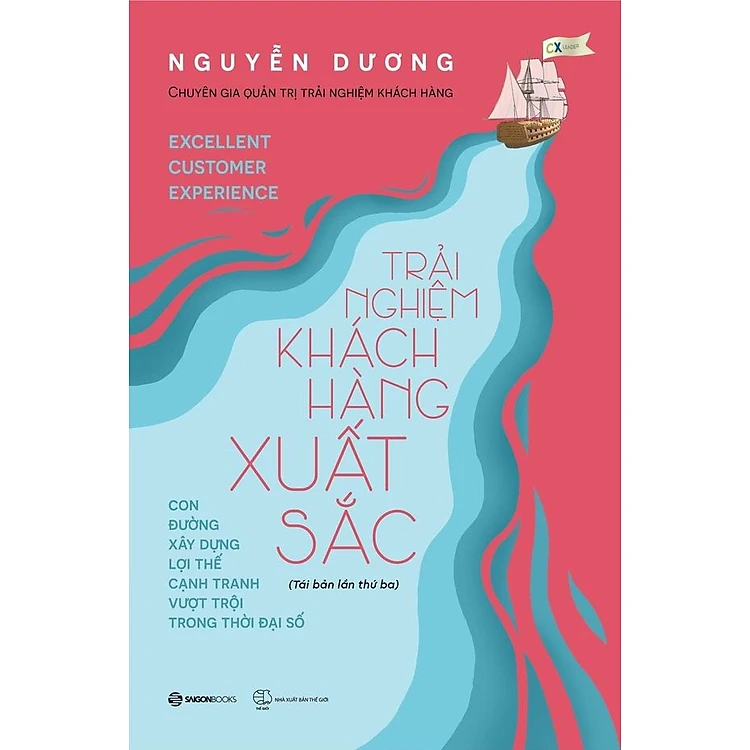 NGUYỄN DƯƠNG
CHUYÊN GIA QUẢN TRỊ TRẢI NGHIỆM KHÁCH HÀNG
CX LEADER
EXCELLENT
CUSTOMER
EXPERIENCE
TRẢI
NGHIỆM
KHÁCH
HÀNG
XUẤT
SẮC
(Tái bản lần thứ ba)
CON
ĐƯỜNG
XÂY DỰNG
LỢI THẾ
CẠNH TRANH
VƯỢT TRỘI
TRONG THỜI ĐẠI SỐ
SAIGONBOOKS
THẾ GIỚI
NHÀ XUẤT BẢN THẾ GIỚI